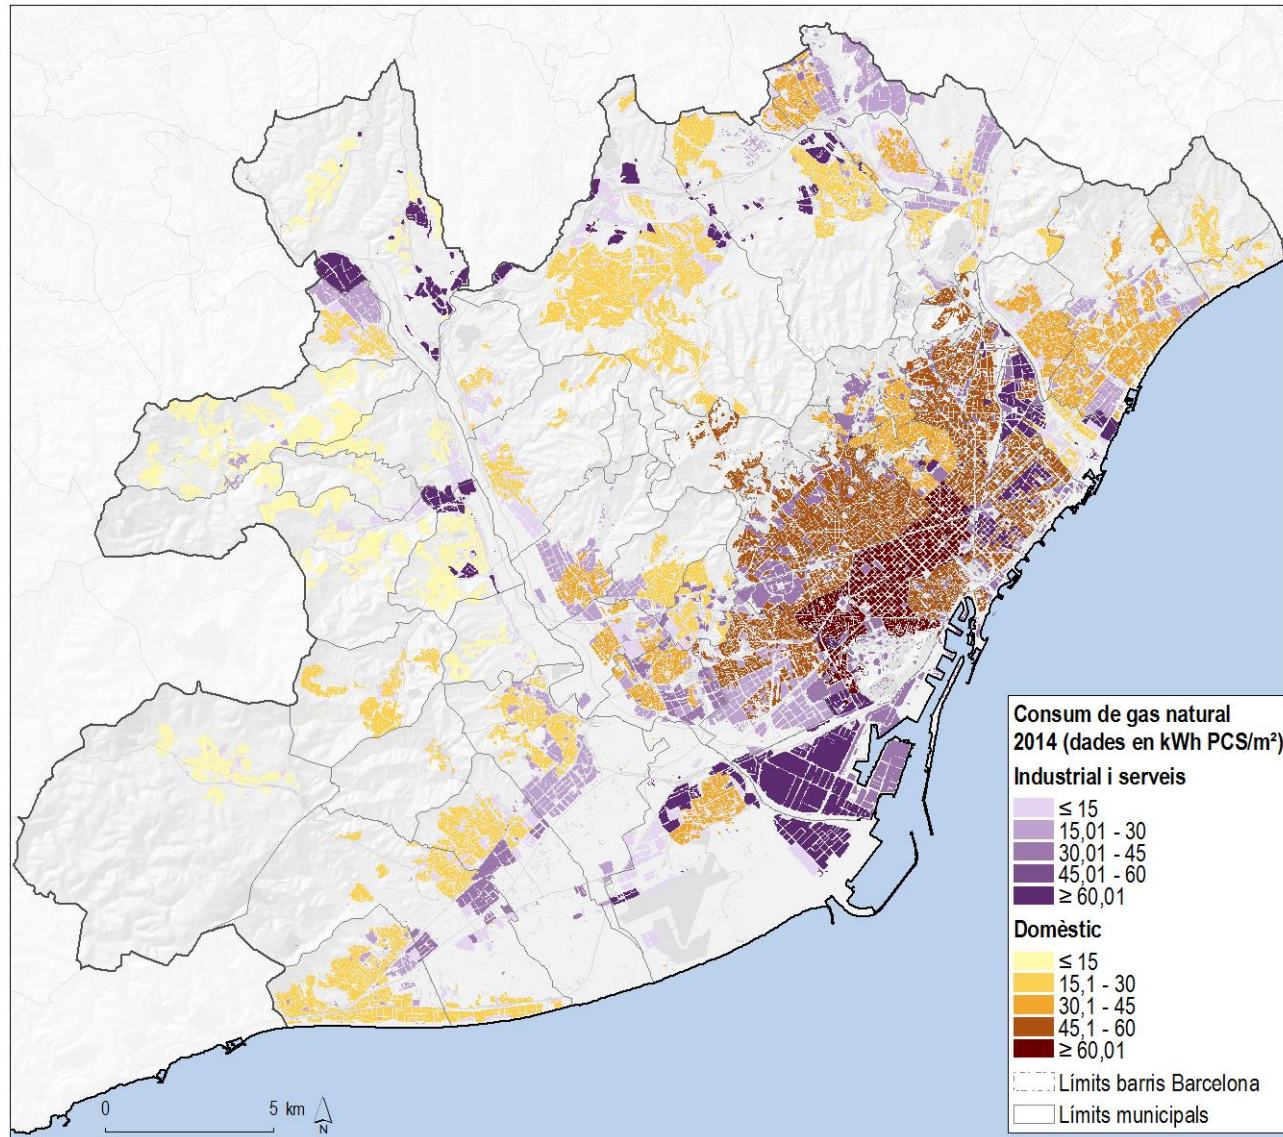 Consum de gas natural
2014 (dades en kWh PCS/m²)
Industrial i serveis
≤ 15
15,01 - 30
30,01 - 45
45,01 - 60
≥ 60,01
Domèstic
≤ 15
15,1 - 30
30,1 - 45
45,1 - 60
≥ 60,01
Límits barris Barcelona
Límits municipals
0 5 km
N